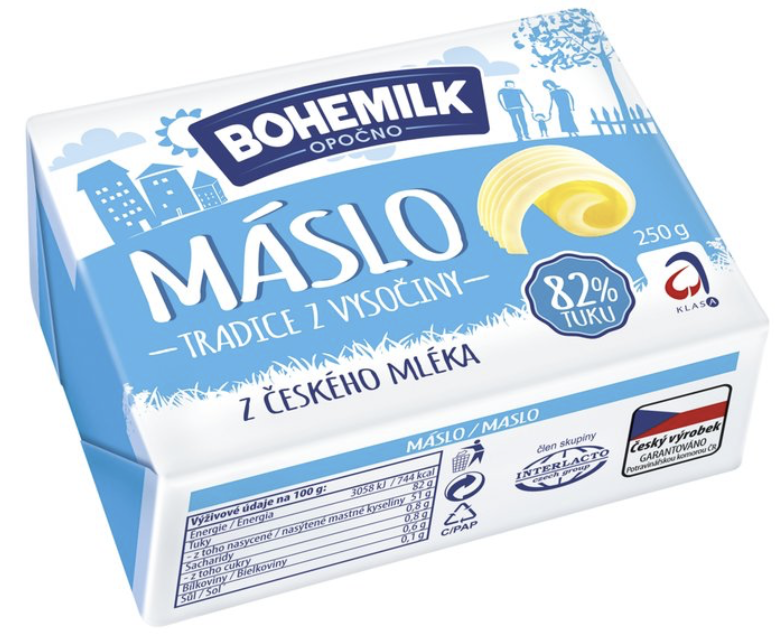 BOHEMILK
OPOČNO
MÁSLO
TRADICE Z VYSOČINY
Z ČESKÉHO MLÉKA
82%
TUKU
250 g
KLASA
MÁSLO / MASLO
Výživové údaje na 100 g:
Energie / Energia 3058 kJ / 744 kcal
Tuky 82 g
- z toho nasycené / nasýtené mastné kyseliny 51 g
Sacharidy 0,8 g
- z toho cukry 0,8 g
Bílkoviny / Bielkoviny 0,6 g
Sůl / Soľ 0,1 g
C/PAP
člen skupiny
INTERLACTO
czech group
Český výrobek
GARANTOVÁNO
Potravinářskou komorou ČR